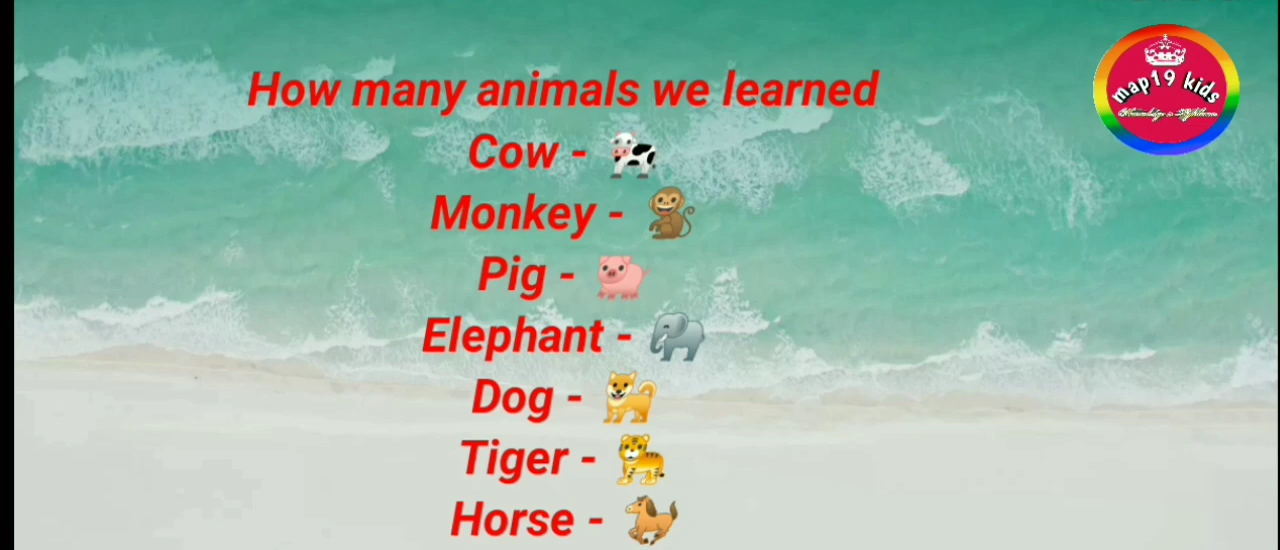 How many animals we learned
Cow - 🐄
Monkey - 🐒
Pig - 🐖
Elephant - 🐘
Dog - 🐕
Tiger - 🐅
Horse - 🐎
map19 kids